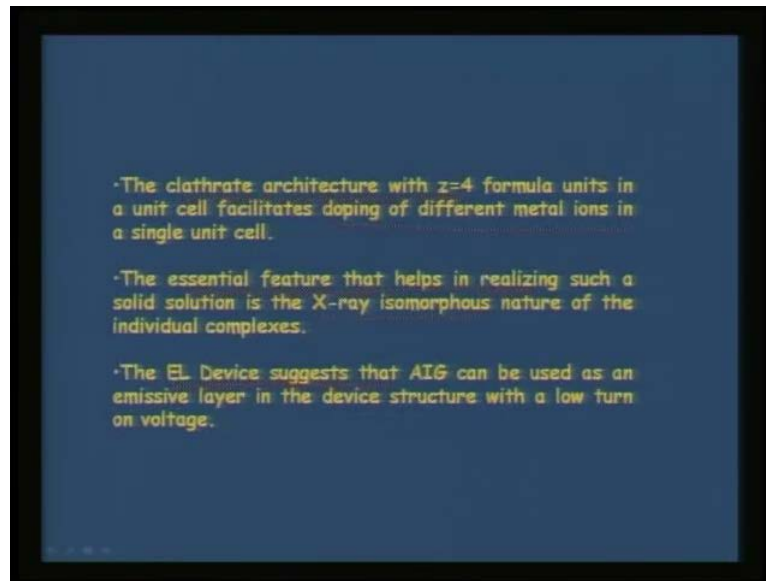 ·The clathrate architecture with z=4 formula units in
a unit cell facilitates doping of different metal ions in
a single unit cell.
·The essential feature that helps in realizing such a
solid solution is the X-ray isomorphous nature of the
individual complexes.
·The EL Device suggests that AIG can be used as an
emissive layer in the device structure with a low turn
on voltage.